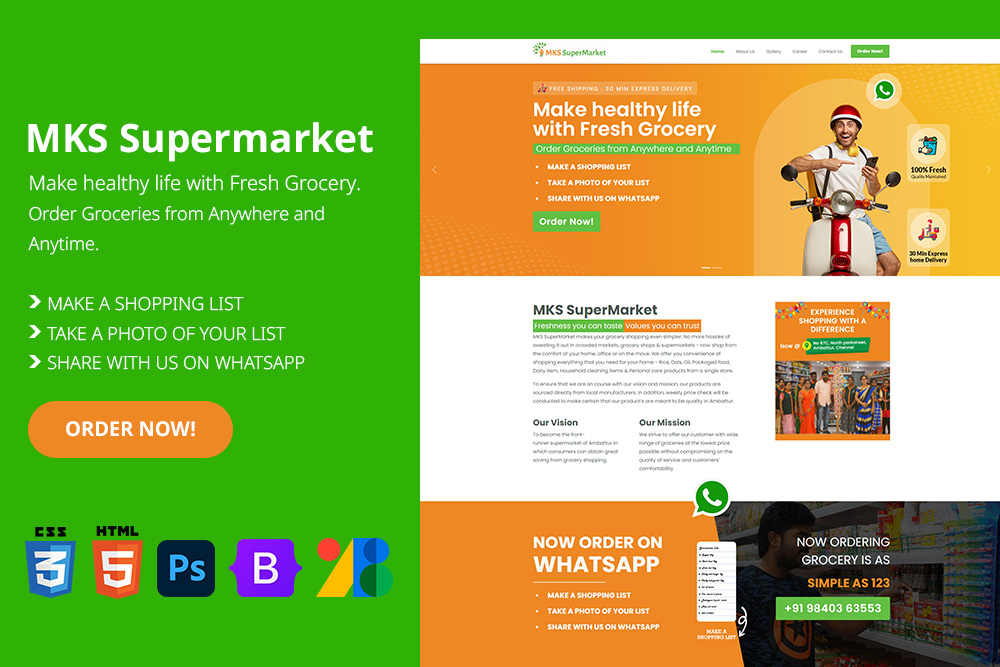 MKS Supermarket
Make healthy life with Fresh Grocery.
Order Groceries from Anywhere and
Anytime.
MAKE A SHOPPING LIST
TAKE A PHOTO OF YOUR LIST
SHARE WITH US ON WHATSAPP
ORDER NOW!
CSS
3
HTML
5
Ps
B
MKS SuperMarket
Home
About Us
Gallery
Career
Contact Us
Order Now!
FREE SHIPPING . 30 MIN EXPRESS DELIVERY
Make healthy life
with Fresh Grocery
Order Groceries from Anywhere and Anytime
MAKE A SHOPPING LIST
TAKE A PHOTO OF YOUR LIST
SHARE WITH US ON WHATSAPP
Order Now!
100% Fresh
Quality Maintained
30 Min Express
home Delivery
MKS SuperMarket
Freshness you can taste Values you can trust
MKS SuperMarket makes your grocery shopping even simpler. No more hassles of
sweating it out in crowded markets, grocery shops & supermarkets - now shop from
the comfort of your home; office or on the move. We offer you convenience of
shopping everything that you need for your home - Rice, Dals, Oil, Packaged food,
Dairy item, Household cleaning items & Personal care products from a single store.
To ensure that we are on course with our vision and mission, our products are
sourced directly from local manufacturers. In addition, weekly price check will be
conducted to make certain that our product's are meant to be quality in Ambattur.
Our Vision
To become the front-
runner supermarket of Ambattur in
which consumers can obtain great
saving from grocery shopping.
Our Mission
We strive to offer our customer with wide
range of groceries at the lowest price
possible without compromising on the
quality of service and customers'
comfortability.
EXPERIENCE
SHOPPING WITH A
DIFFERENCE
Now @
No 87C, North parkstreet,
Ambattur, Chennai
NOW ORDER ON
WHATSAPP
MAKE A SHOPPING LIST
TAKE A PHOTO OF YOUR LIST
SHARE WITH US ON WHATSAPP
MAKE A
SHOPPING LIST
NOW ORDERING
GROCERY IS AS
SIMPLE AS 123
+91 98403 63553